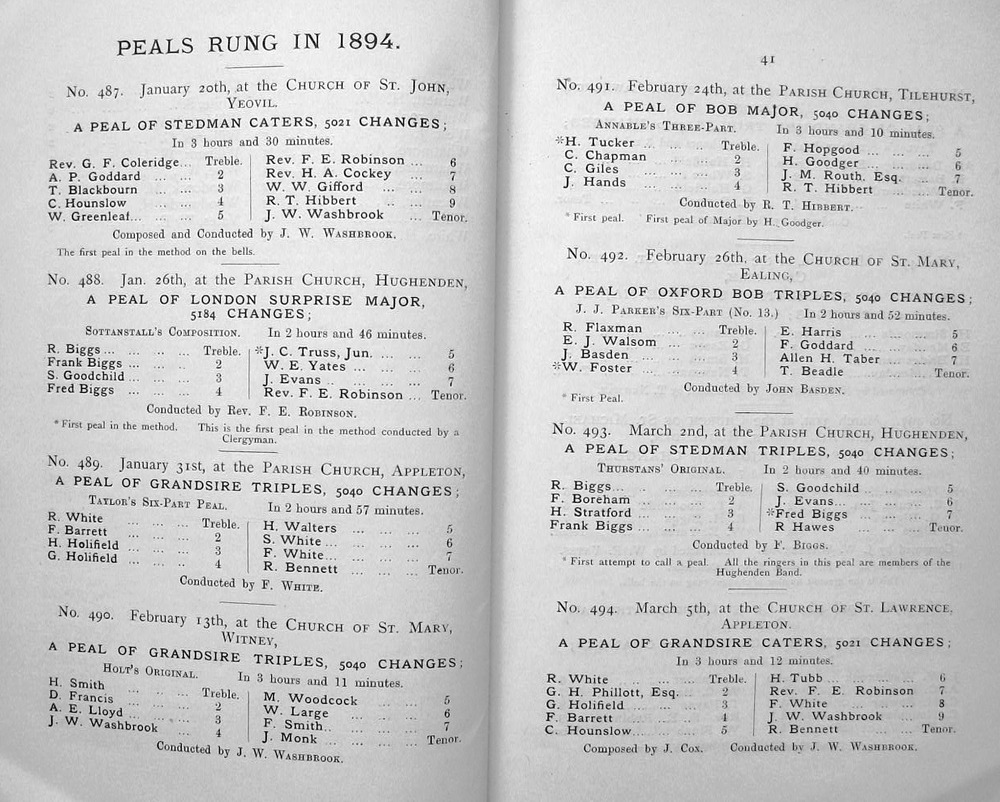 PEALS RUNG IN 1894.
No. 487. January 20th, at the CHURCH OF ST. JOHN,
YEOVIL.
A PEAL OF STEDMAN CATERS, 5021 CHANGES;
In 3 hours and 30 minutes.
Rev. G. F. Coleridge... Treble. Rev. F. E. Robinson ... 6
A. P. Goddard ... ... 2 Rev. H. A. Cockey ... 7
T. Blackbourn ... ... 3 W. W. Gifford ... ... 8
C. Hounslow ... ... 4 R. T. Hibbert ... ... 9
W. Greenleaf... ... ... 5 J. W. Washbrook ... Tenor.
Composed and Conducted by J. W. WASHBROOK.
The first peal in the method on the bells.
No. 488. Jan. 26th, at the PARISH CHURCH, HUGHENDEN,
A PEAL OF LONDON SURPRISE MAJOR,
5184 CHANGES;
SOTTANSTALL'S COMPOSITION. In 2 hours and 46 minutes.
R. Biggs ... ... ... ... Treble. *J. C. Truss, Jun. ... ... 5
Frank Biggs ... ... ... 2 W. E. Yates ... ... ... 6
S. Goodchild ... ... ... 3 J. Evans ... ... ... 7
Fred Biggs ... ... ... 4 Rev. F. E. Robinson ... Tenor.
Conducted by REV. F. E. ROBINSON.
* First peal in the method. This is the first peal in the method conducted by a
Clergyman.
No. 489. January 31st, at the PARISH CHURCH, APPLETON,
A PEAL OF GRANDSIRE TRIPLES, 5040 CHANGES;
TAYLOR'S SIX-PART PEAL. In 2 hours and 57 minutes.
R. White ... ... ... Treble. H. Walters ... ... ... 5
F. Barrett ... ... ... 2 S. White ... ... ... ... 6
H. Holifield ... ... ... 3 F. White... ... ... ... 7
G. Holifield ... ... ... 4 R. Bennett ... ... ... Tenor.
Conducted by F. WHITE.
No. 490. February 13th, at the CHURCH OF ST. MARY,
WITNEY,
A PEAL OF GRANDSIRE TRIPLES, 5040 CHANGES;
HOLT'S ORIGINAL. In 3 hours and 11 minutes.
H. Smith ... ... ... Treble. M. Woodcock ... ... 5
D. Francis ... ... ... 2 W. Large ... ... ... 6
A. E. Lloyd ... ... ... 3 F. Smith... ... ... ... 7
J. W. Washbrook ... ... 4 J. Monk ... ... ... Tenor.
Conducted by J. W. WASHBROOK.
41
No. 491. February 24th, at the PARISH CHURCH, TILEHURST,
A PEAL OF BOB MAJOR, 5040 CHANGES;
ANNABLE'S THREE-PART. In 3 hours and 10 minutes.
*H. Tucker ... ... ... Treble. F. Hopgood ... ... ... 5
C. Chapman ... ... 2 H. Goodger ... ... ... 6
C. Giles ... ... ... 3 J. M. Routh, Esq. ... ... 7
J. Hands ... ... ... 4 R. T. Hibbert ... ... Tenor.
Conducted by R. T. HIBBERT.
* First peal. First peal of Major by H. Goodger.
No. 492. February 26th, at the CHURCH OF ST. MARY,
EALING,
A PEAL OF OXFORD BOB TRIPLES, 5040 CHANGES;
J. J. PARKER'S SIX-PART (No. 13.) In 2 hours and 52 minutes.
R. Flaxman ... ... ... Treble. E. Harris ... ... ... 5
E. J. Walsom ... ... 2 F. Goddard ... ... ... 6
J. Basden ... ... ... 3 Allen H. Taber ... ... 7
*W. Foster ... ... ... 4 T. Beadle ... ... ... Tenor.
Conducted by JOHN BASDEN.
* First Peal.
No. 493. March 2nd, at the PARISH CHURCH, HUGHENDEN,
A PEAL OF STEDMAN TRIPLES, 5040 CHANGES;
THURSTANS' ORIGINAL. In 2 hours and 40 minutes.
R. Biggs... ... ... ... Treble. S. Goodchild ... ... ... 5
F. Boreham ... ... ... 2 J. Evans... ... ... ... 6
H. Stratford ... ... ... 3 *Fred Biggs ... ... ... 7
Frank Biggs ... ... ... 4 R Hawes ... ... ... Tenor.
Conducted by F. BIGGS.
* First attempt to call a peal. All the ringers in this peal are members of the
Hughenden Band.
No. 494. March 5th, at the CHURCH OF ST. LAWRENCE,
APPLETON.
A PEAL OF GRANDSIRE CATERS, 5021 CHANGES;
In 3 hours and 12 minutes.
R. White ... ... ... Treble. H. Tubb ... ... ... ... 6
G. H. Phillott, Esq. ... 2 Rev. F. E. Robinson 7
G. Holifield ... ... ... 3 F. White ... ... ... 8
F. Barrett ... ... ... 4 J. W. Washbrook ... 9
C. Hounslow... ... ... 5 R. Bennett ... ... Tenor.
Composed by J. COX. Conducted by J. W. WASHBROOK.